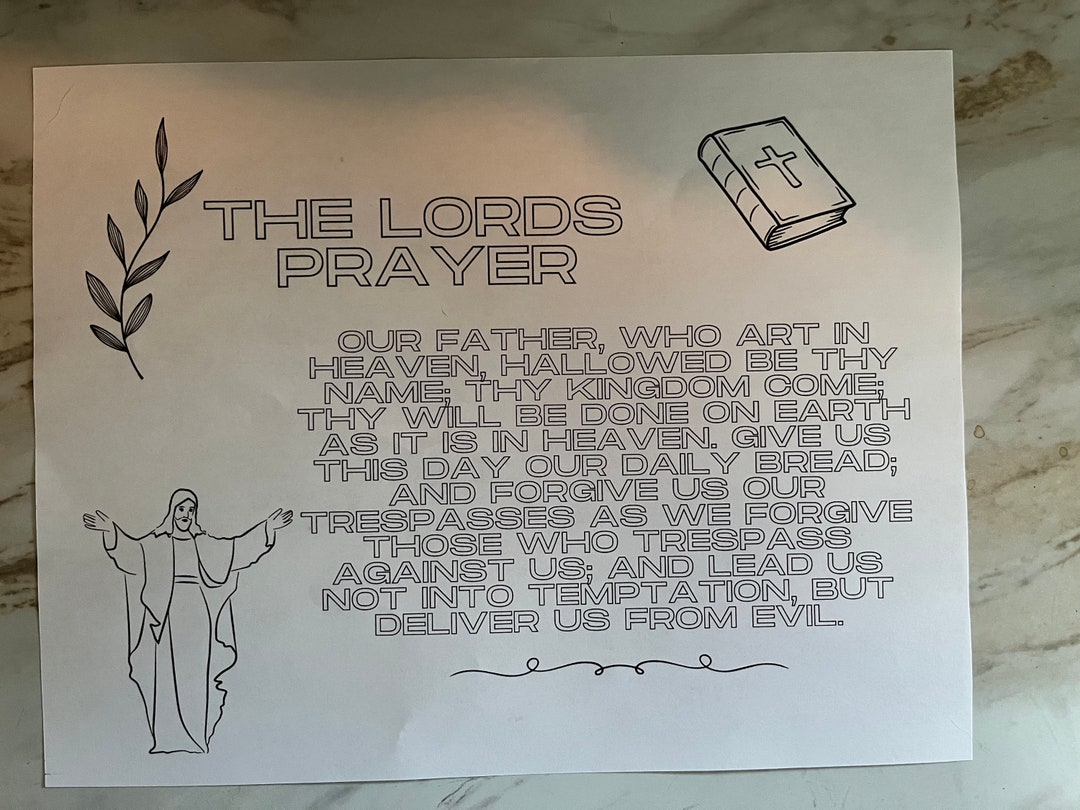 THE LORDS
PRAYER
OUR FATHER, WHO ART IN
HEAVEN, HALLOWED BE THY
NAME; THY KINGDOM COME;
THY WILL BE DONE ON EARTH
AS IT IS IN HEAVEN. GIVE US
THIS DAY OUR DAILY BREAD;
AND FORGIVE US OUR
TRESPASSES AS WE FORGIVE
THOSE WHO TRESPASS
AGAINST US; AND LEAD US
NOT INTO TEMPTATION, BUT
DELIVER US FROM EVIL.